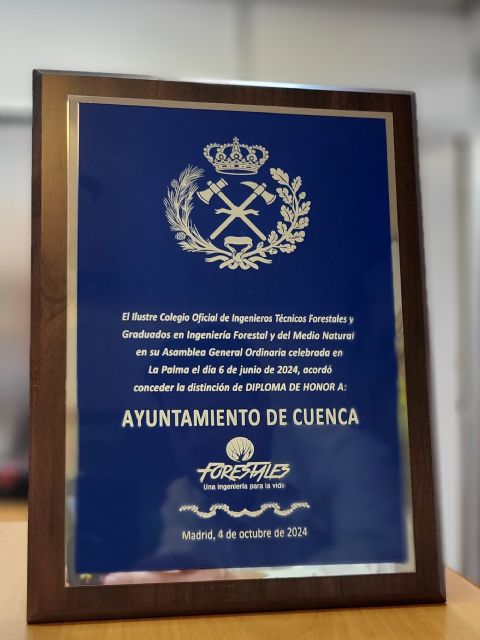 El Ilustre Colegio Oficial de Ingenieros Técnicos Forestales y
Graduados en Ingeniería Forestal y del Medio Natural
en su Asamblea General Ordinaria celebrada en
La Palma el día 6 de junio de 2024, acordó
conceder la distinción de DIPLOMA DE HONOR A:
AYUNTAMIENTO DE CUENCA
FORESTALES
Una ingeniería para la vida
Madrid, 4 de octubre de 2024